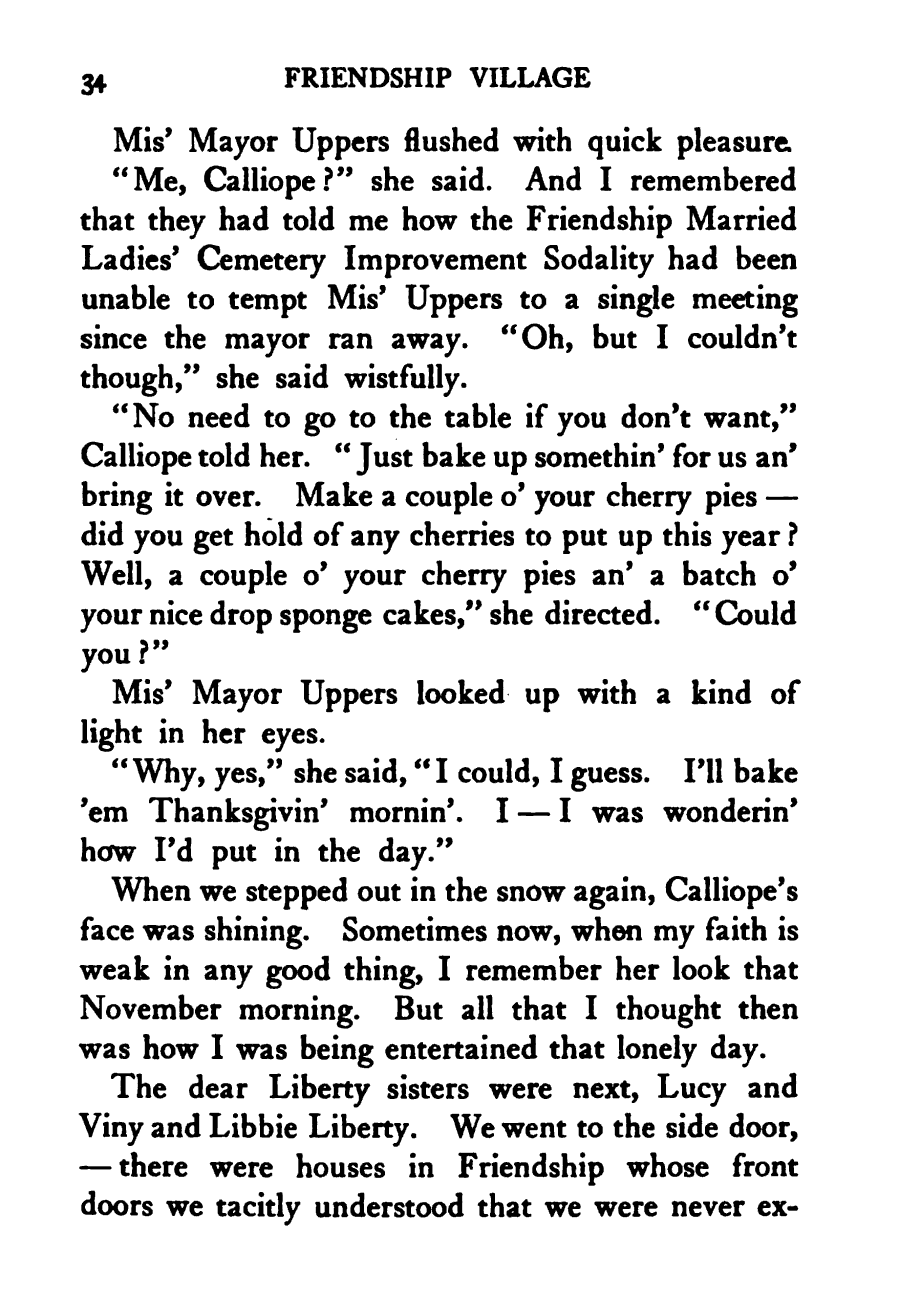 34 FRIENDSHIP VILLAGE
Mis’ Mayor Uppers flushed with quick pleasure.
“Me, Calliope?” she said. And I remembered
that they had told me how the Friendship Married
Ladies’ Cemetery Improvement Sodality had been
unable to tempt Mis’ Uppers to a single meeting
since the mayor ran away. “Oh, but I couldn’t
though,” she said wistfully.
“No need to go to the table if you don’t want,”
Calliope told her. “Just bake up somethin’ for us an’
bring it over. Make a couple o’ your cherry pies —
did you get hold of any cherries to put up this year?
Well, a couple o’ your cherry pies an’ a batch o’
your nice drop sponge cakes,” she directed. “Could
you?”
Mis’ Mayor Uppers looked up with a kind of
light in her eyes.
“Why, yes,” she said, “I could, I guess. I’ll bake
’em Thanksgivin’ mornin’. I — I was wonderin’
how I’d put in the day.”
When we stepped out in the snow again, Calliope’s
face was shining. Sometimes now, when my faith is
weak in any good thing, I remember her look that
November morning. But all that I thought then
was how I was being entertained that lonely day.
The dear Liberty sisters were next, Lucy and
Viny and Libbie Liberty. We went to the side door,
— there were houses in Friendship whose front
doors we tacitly understood that we were never ex-